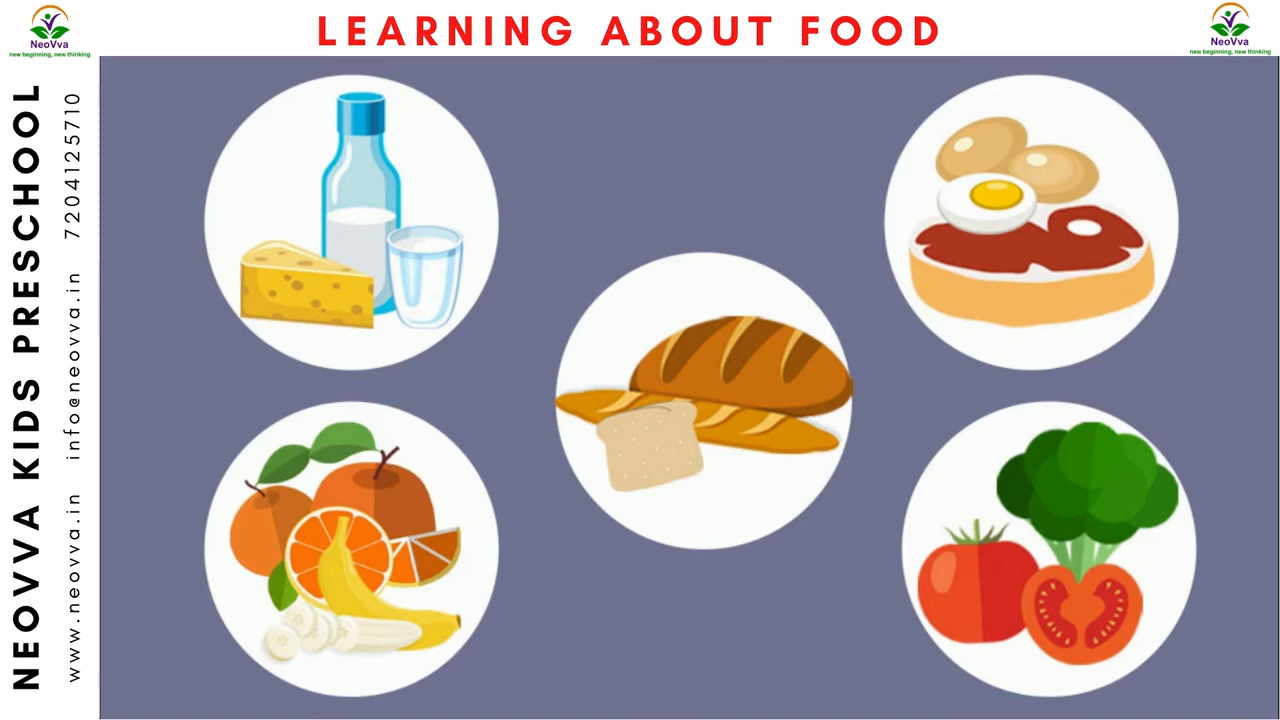 NeoVva
new beginning, new thinking
LEARNING ABOUT FOOD
NeoVva
new beginning, new thinking
NEOVVA KIDS PRESCHOOL
www.neovva.in info@neovva.in 7204125710